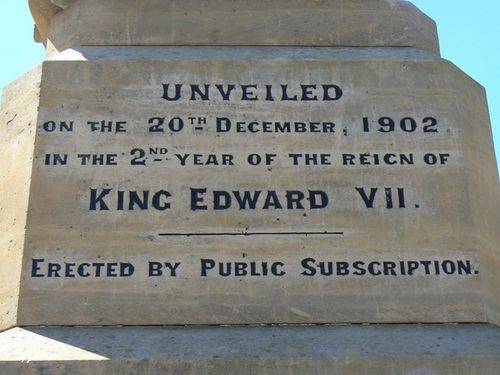 UNVEILED
ON THE 20TH DECEMBER, 1902
IN THE 2ND YEAR OF THE REIGN OF
KING EDWARD VII.
ERECTED BY PUBLIC SUBSCRIPTION.